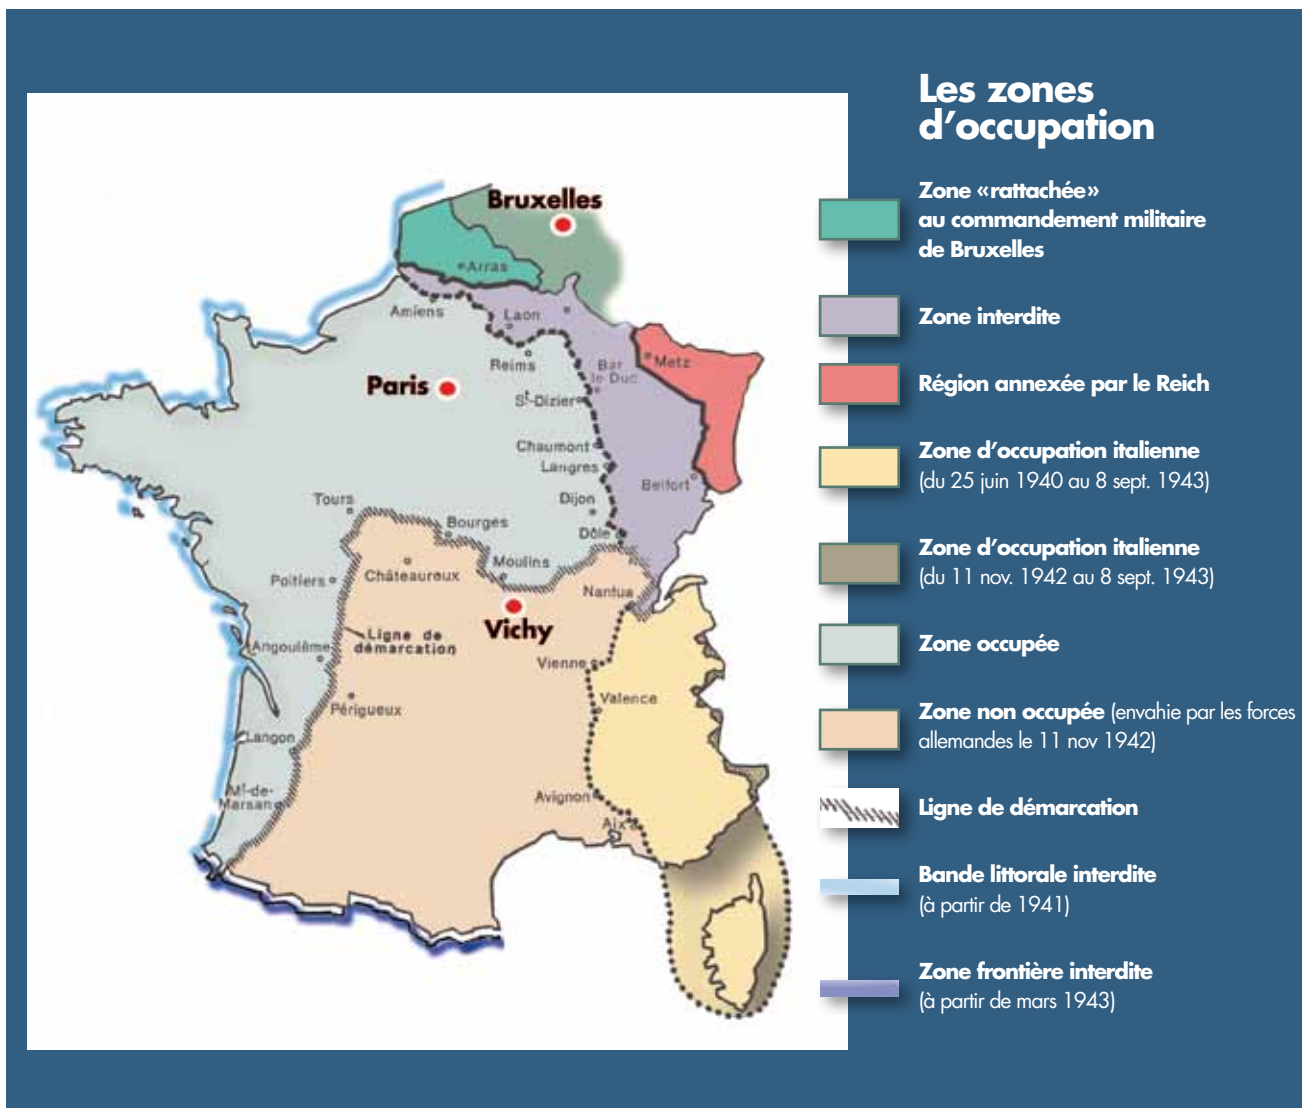 Les zones
d’occupation
Zone «rattachée»
au commandement militaire
de Bruxelles
Zone interdite
Région annexée par le Reich
Zone d’occupation italienne
(du 25 juin 1940 au 8 sept. 1943)
Zone d’occupation italienne
(du 11 nov. 1942 au 8 sept. 1943)
Zone occupée
Zone non occupée (envahie par les forces
allemandes le 11 nov 1942)
Ligne de démarcation
Bande littorale interdite
(à partir de 1941)
Zone frontière interdite
(à partir de mars 1943)
Bruxelles
Arras
Amiens
Laon
Reims
Metz
Bar
le-Duc
Paris
St-Dizier
Chaumont
Langres
Belfort
Dijon
Tours
Bourges
Dôle
Moulins
Châteauroux
Poitiers
Nantua
Vichy
Ligne de
démarcation
Angoulême
Vienne
Valence
Périgueux
Langon
Mt-de-
Marsan
Avignon
Aix